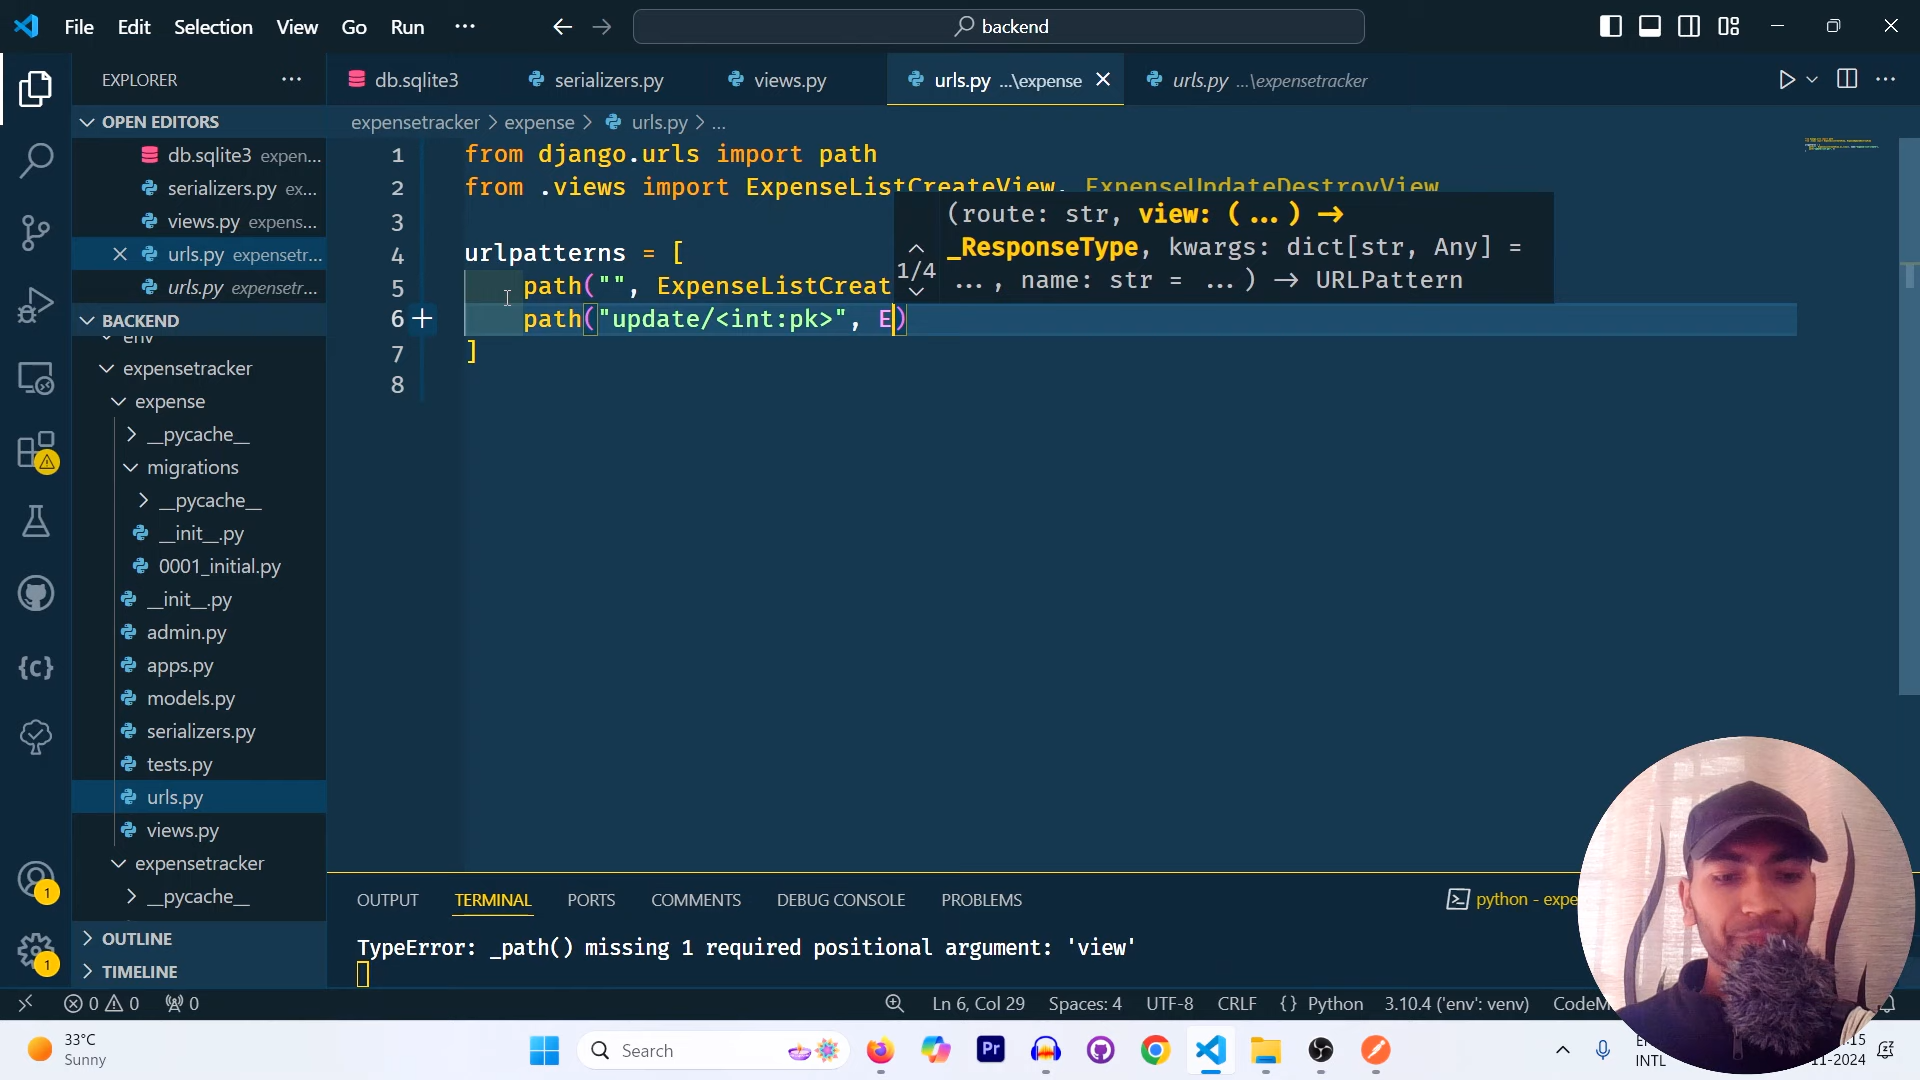 File Edit Selection View Go Run ...
backend
EXPLORER
db.sqlite3
serializers.py
views.py
urls.py ...\expense
urls.py ...\expensetracker
OPEN EDITORS
db.sqlite3 expen...
serializers.py ex...
views.py expens...
urls.py expensetr...
urls.py expensetr...
BACKEND
env
expensetracker
expense
__pycache__
migrations
__pycache__
__init__.py
0001_initial.py
__init__.py
admin.py
apps.py
models.py
serializers.py
tests.py
urls.py
views.py
expensetracker
__pycache__
OUTLINE
TIMELINE
expensetracker > expense > urls.py > ...
1 from django.urls import path
2 from .views import ExpenseListCreateView, ExpenseUpdateDestroyView
3
4 urlpatterns = [
5 path("", ExpenseListCreat
6 path("update/<int:pk>", E)
7 ]
8
(route: str, view: (...) →
1/4 _ResponseType, kwargs: dict[str, Any] =
..., name: str = ...) → URLPattern
OUTPUT TERMINAL PORTS COMMENTS DEBUG CONSOLE PROBLEMS
python - expe
TypeError: _path() missing 1 required positional argument: 'view'
1
1
0 0 0
Ln 6, Col 29 Spaces: 4 UTF-8 CRLF {} Python 3.10.4 ('env': venv)
33°C
Sunny
Search
Pr
INTL